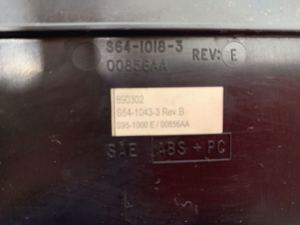 S64-1018-3
00856AA REV: E
890302
S64-1043-3 Rev.B
S95-1000 E / 00856AA
SAE ABS + PC